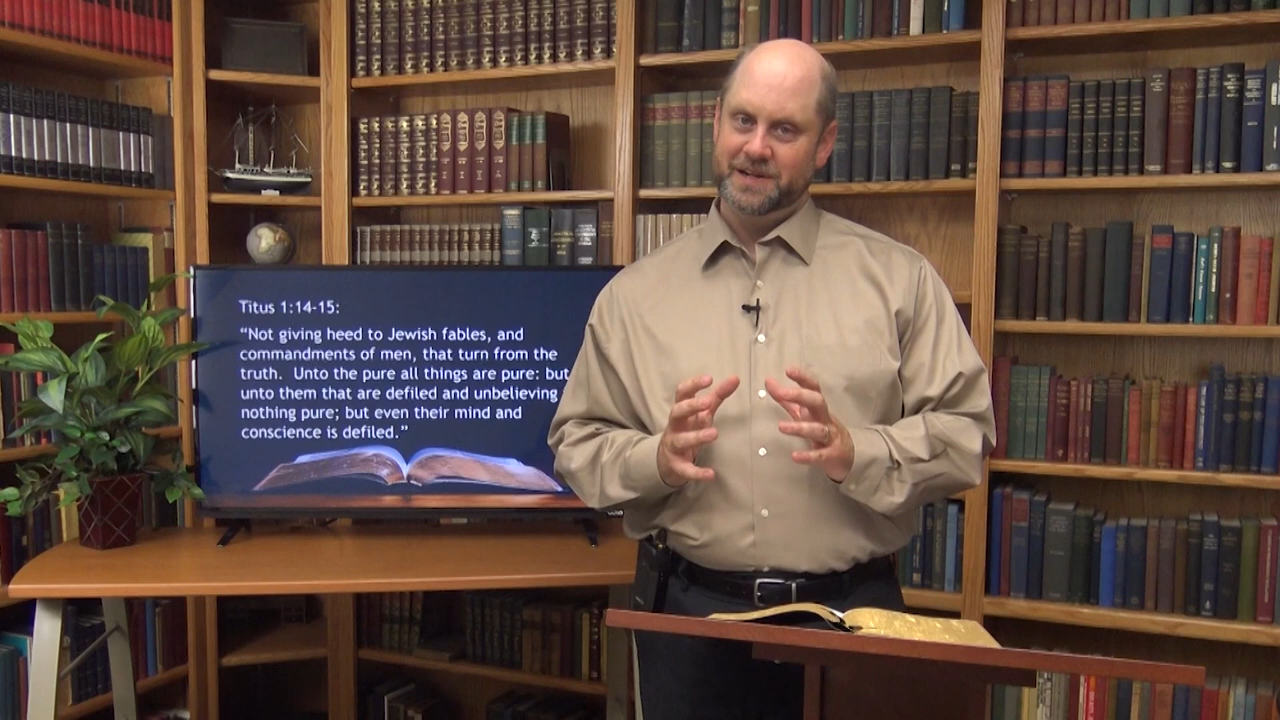 Titus 1:14-15:
“Not giving heed to Jewish fables, and
commandments of men, that turn from the
truth.  Unto the pure all things are pure: but
unto them that are defiled and unbelieving
nothing pure; but even their mind and
conscience is defiled.”